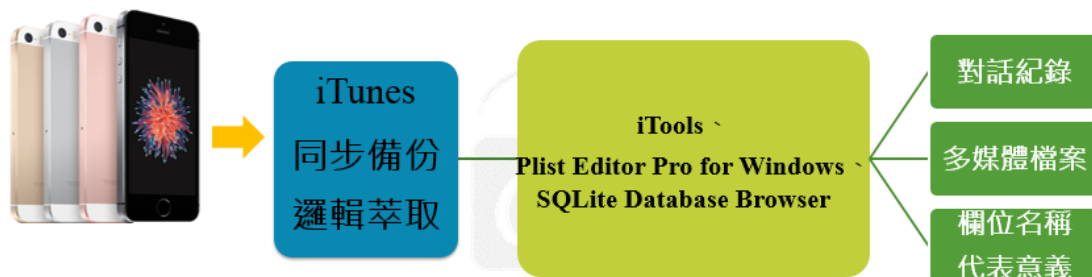 iTunes
同步備份
邏輯萃取
iTools、
Plist Editor Pro for Windows、
SQLite Database Browser
對話紀錄
多媒體檔案
欄位名稱
代表意義